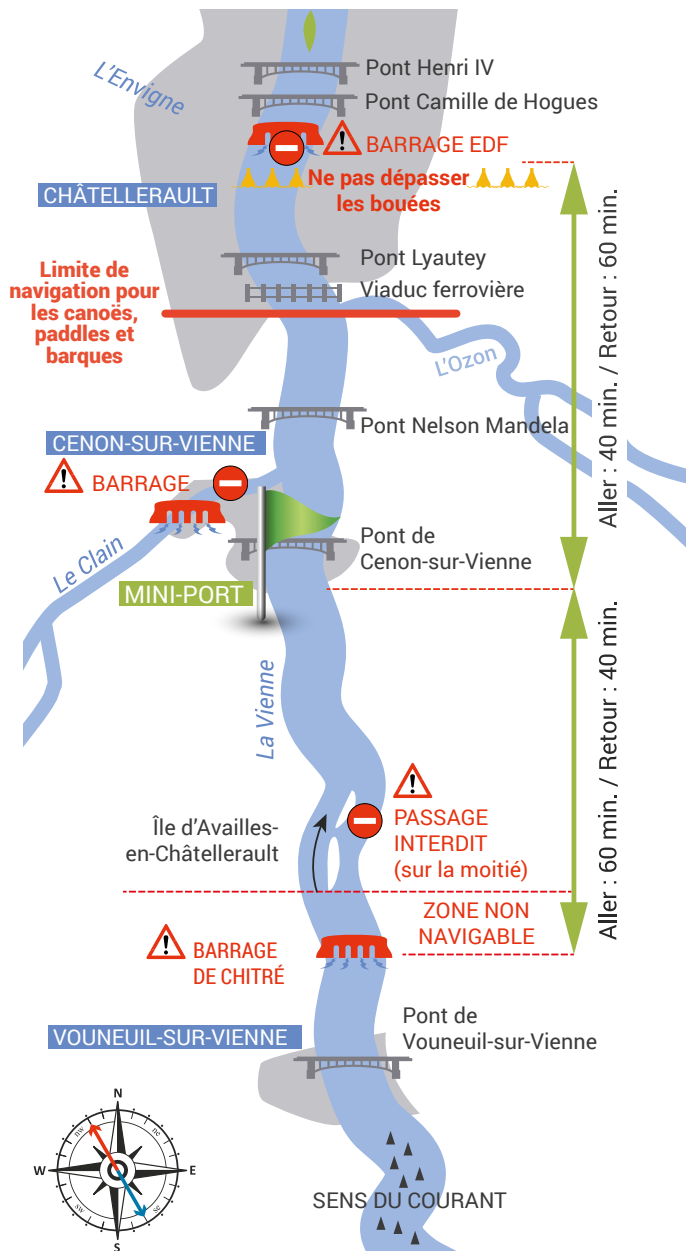 L'Envigne
Pont Henri IV
Pont Camille de Hogues
BARRAGE EDF
Ne pas dépasser
les bouées
CHÂTELLERAULT
Pont Lyautey
Viaduc ferrovière
Limite de
navigation pour
les canoës,
paddles et
barques
L'Ozon
Aller : 40 min. / Retour : 60 min.
Pont Nelson Mandela
CENON-SUR-VIENNE
BARRAGE
Le Clain
Pont de
Cenon-sur-Vienne
MINI-PORT
La Vienne
Aller : 60 min. / Retour : 40 min.
Île d'Availles-
en-Châtellerault
PASSAGE
INTERDIT
(sur la moitié)
ZONE NON
NAVIGABLE
BARRAGE
DE CHITRÉ
Pont de
Vouneuil-sur-Vienne
VOUNEUIL-SUR-VIENNE
N
nw
ne
W
E
sw
se
S
SENS DU COURANT